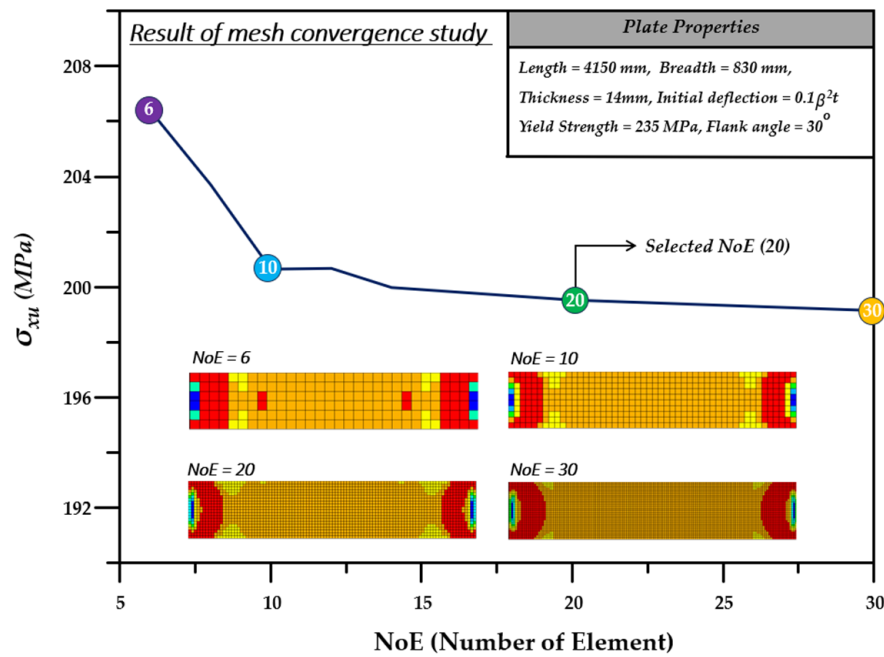 Result of mesh convergence study
Plate Properties
Length = 4150 mm, Breadth = 830 mm,
Thickness = 14mm, Initial deflection = 0.1β²t
Yield Strength = 235 MPa, Flank angle = 30°
208
204
200
196
192
σxu (MPa)
6
10
20
30
Selected NoE (20)
NoE = 6
NoE = 10
NoE = 20
NoE = 30
5
10
15
20
25
30
NoE (Number of Element)